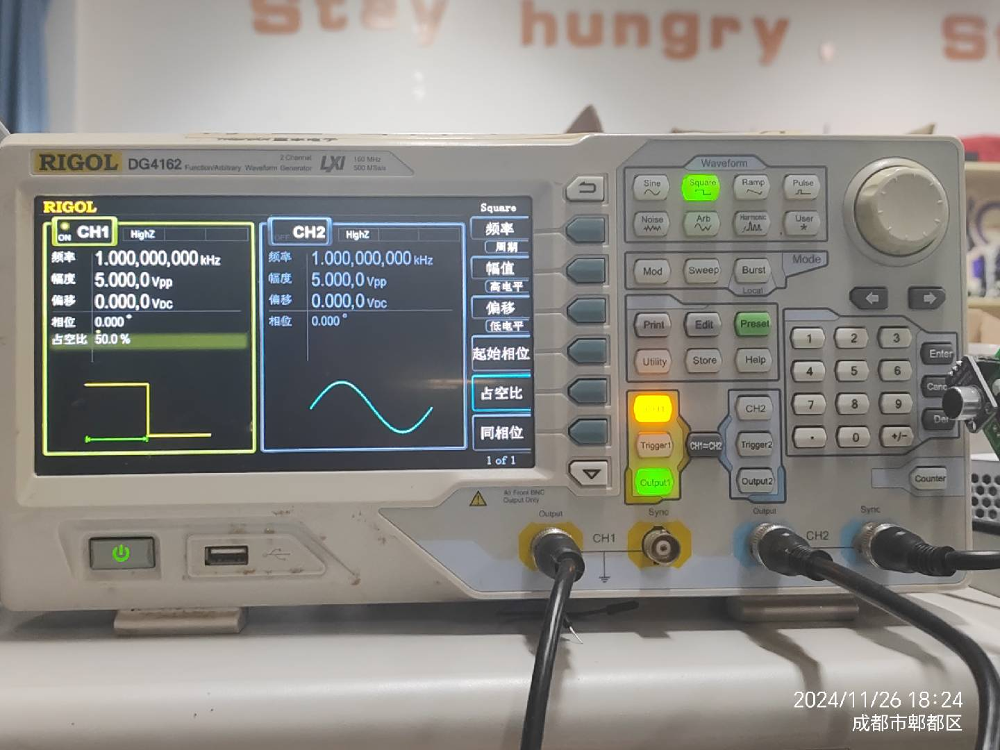 Stay hungry St
RIGOL DG4162 Function/Arbitrary Waveform Generator
2 Channel
LXI
160 MHz
500 MSa/s
RIGOL
Square
ON CH1 HighZ
频率 1.000,000,000 kHz
幅度 5.000,0 Vpp
偏移 0.000,0 VDC
相位 0.000 °
占空比 50.0 %
OFF CH2 HighZ
频率 1.000,000,000 kHz
幅度 5.000,0 Vpp
偏移 0.000,0 VDC
相位 0.000 °
频率
周期
幅值
高电平
偏移
低电平
起始相位
占空比
同相位
1 of 1
Waveform
Sine Square Ramp Pulse
Noise Arb Harmonic User
Mod Sweep Burst Mode
Local
Print Edit Preset
Utility Store Help
CH1 CH2
Trigger1 CH1≃CH2 Trigger2
Output1 Output2
1 2 3 Enter
4 5 6 Canc
7 8 9 Del
. 0 +/-
Counter
All Front BNC
Output Only
Output CH1 Sync Output CH2 Sync
2024/11/26 18:24
成都市郫都区